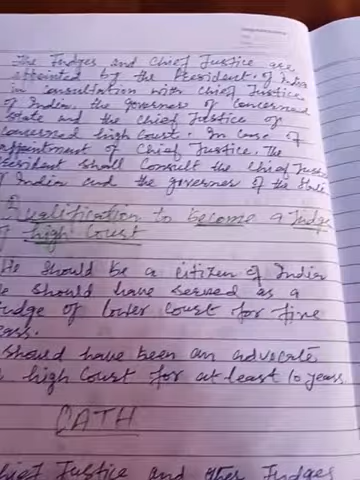 The Judges and Chief Justice are
appointed by the President of India
in consultation with Chief Justice
of India, the governor of concerned
State and the Chief Justice of
concerned high court. In case of
appointment of Chief Justice. The
President shall consult the Chief Justice
of India and the governor of the State
Qualification to become a Judge
of high Court
He should be a citizen of India
He should have served as a
Judge of lower court for five
years.
should have been an advocate
high Court for at least 10 years
OATH
Chief Justice and other Judges